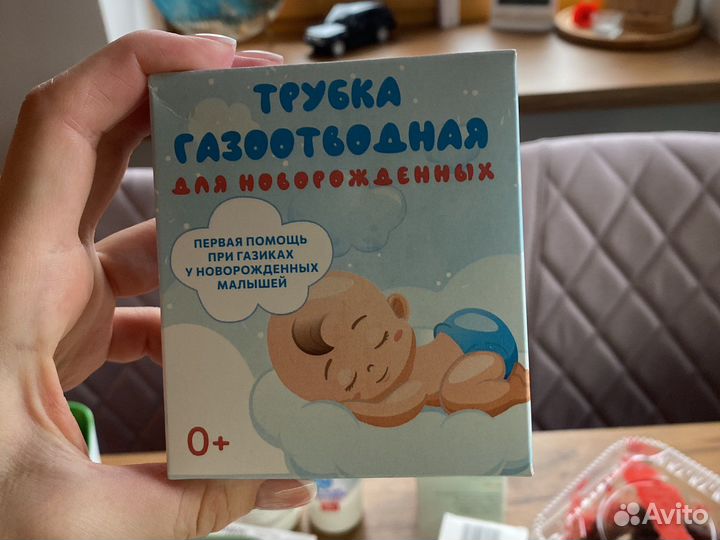 ТРУБКА
ГАЗООТВОДНАЯ
ДЛЯ НОВОРОЖДЕННЫХ
ПЕРВАЯ ПОМОЩЬ
ПРИ ГАЗИКАХ
У НОВОРОЖДЕННЫХ
МАЛЫШЕЙ
0+
Avito